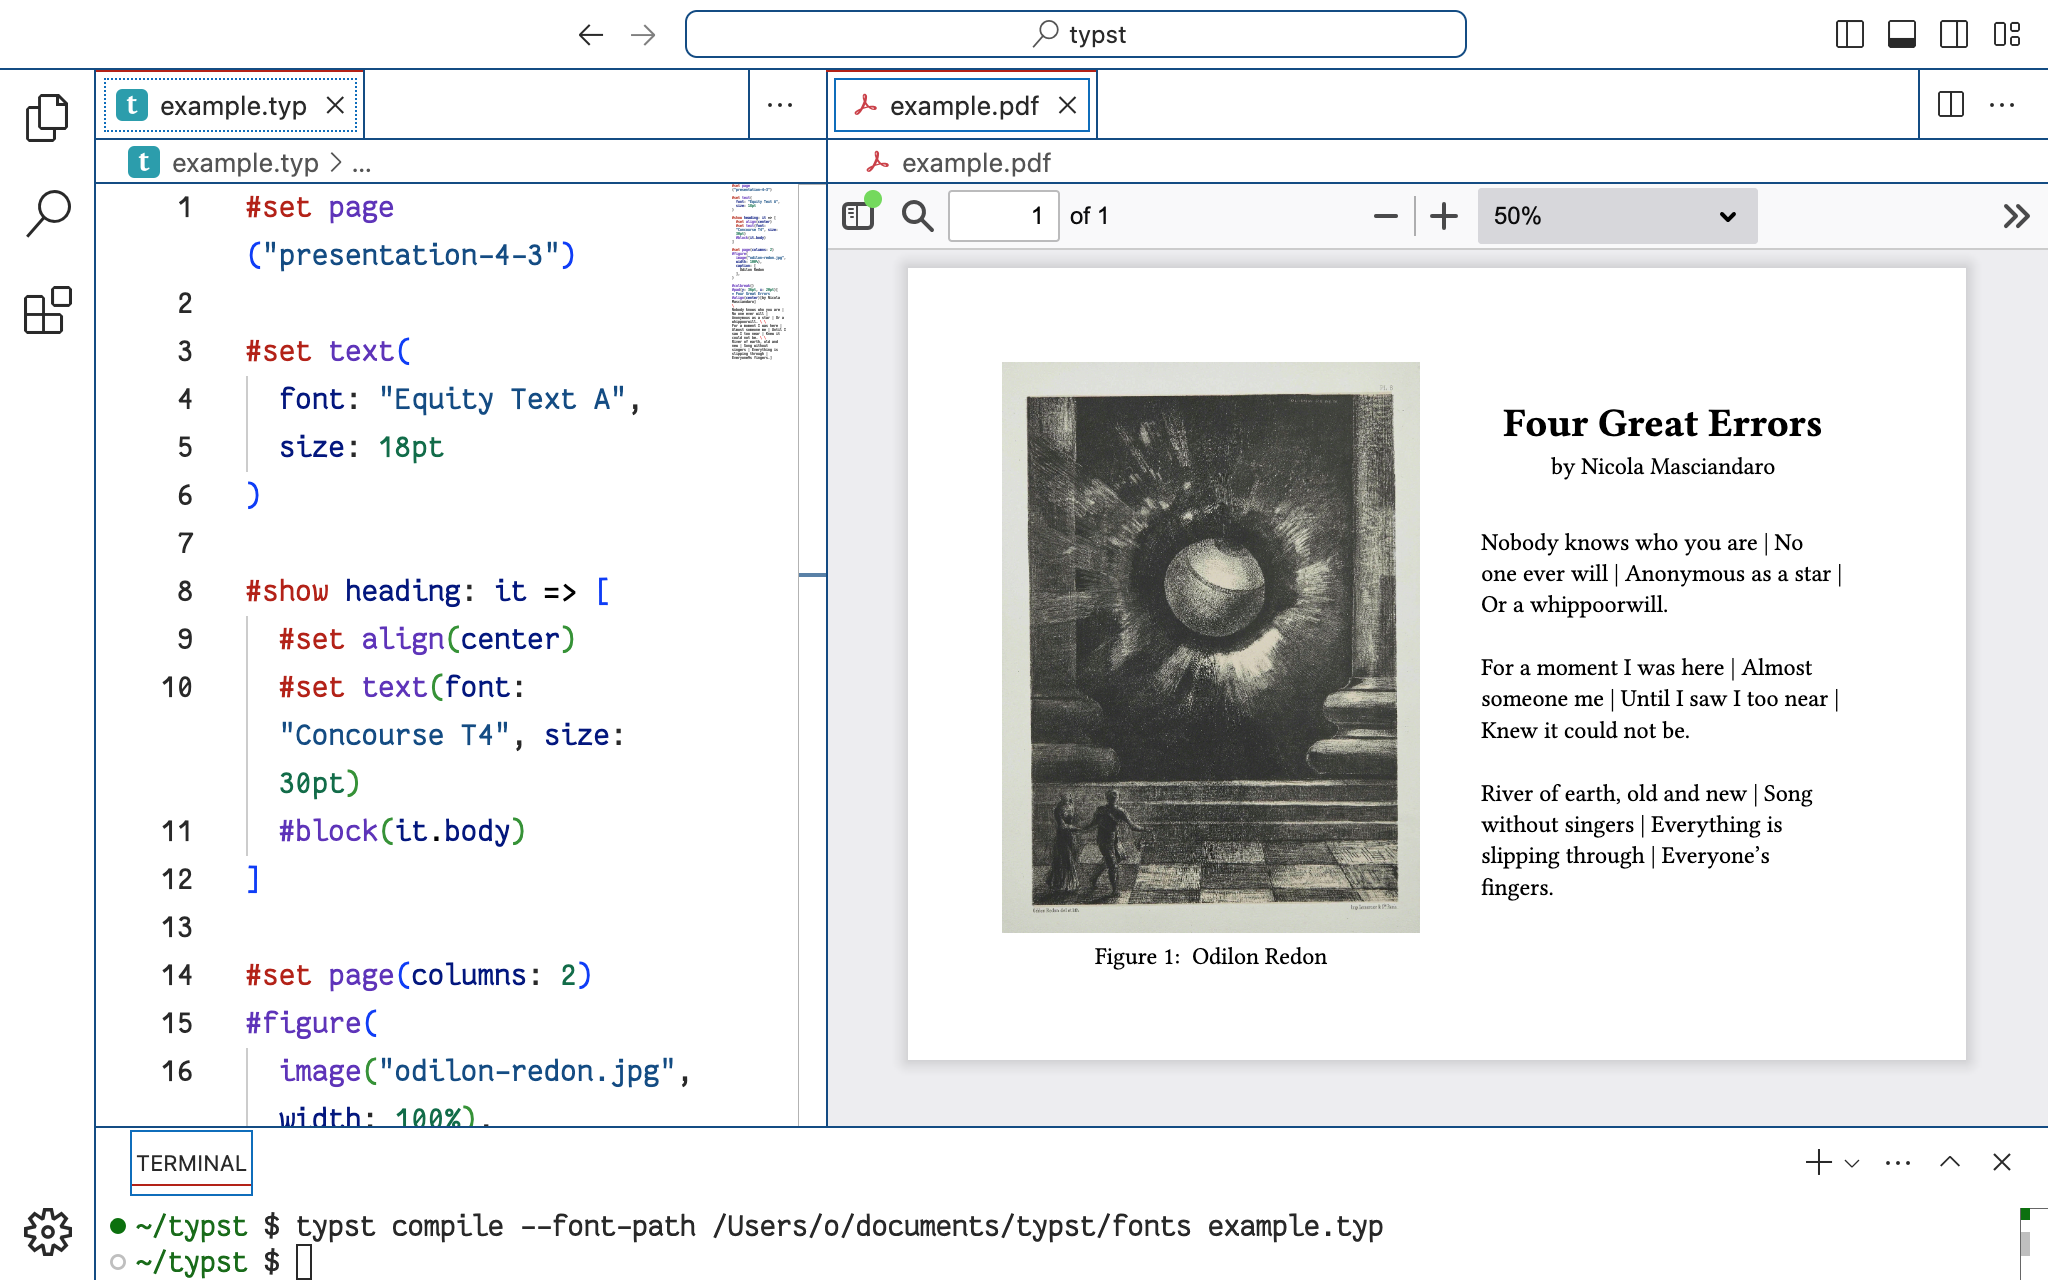 typst
example.typ
example.pdf
example.typ > ...
example.pdf
1 of 1
50%
1 #set page
("presentation-4-3")
2
3 #set text(
4 font: "Equity Text A",
5 size: 18pt
6 )
7
8 #show heading: it => [
9 #set align(center)
10 #set text(font:
"Concourse T4", size:
30pt)
11 #block(it.body)
12 ]
13
14 #set page(columns: 2)
15 #figure(
16 image("odilon-redon.jpg",
width: 100%),
Four Great Errors
by Nicola Masciandaro
Nobody knows who you are | No
one ever will | Anonymous as a star |
Or a whippoorwill.
For a moment I was here | Almost
someone me | Until I saw I too near |
Knew it could not be.
River of earth, old and new | Song
without singers | Everything is
slipping through | Everyone’s
fingers.
Figure 1: Odilon Redon
TERMINAL
~/typst $ typst compile --font-path /Users/o/documents/typst/fonts example.typ
~/typst $